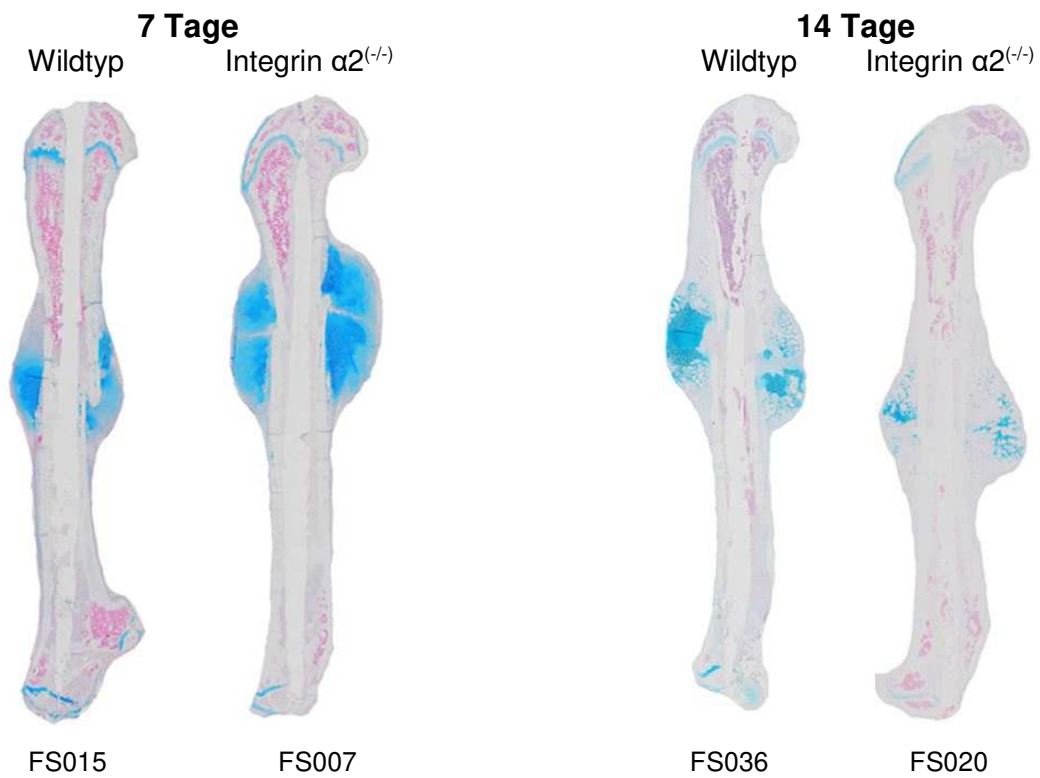 7 Tage 14 Tage
Wildtyp Integrin α2(-/-) Wildtyp Integrin α2(-/-)
FS015 FS007 FS036 FS020